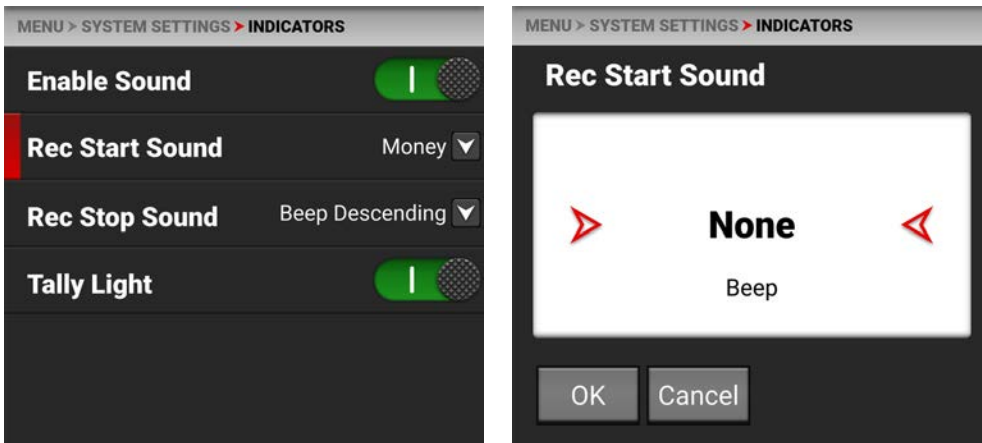 MENU > SYSTEM SETTINGS > INDICATORS
Enable Sound
Rec Start Sound Money
Rec Stop Sound Beep Descending
Tally Light
MENU > SYSTEM SETTINGS > INDICATORS
Rec Start Sound
None
Beep
OK Cancel